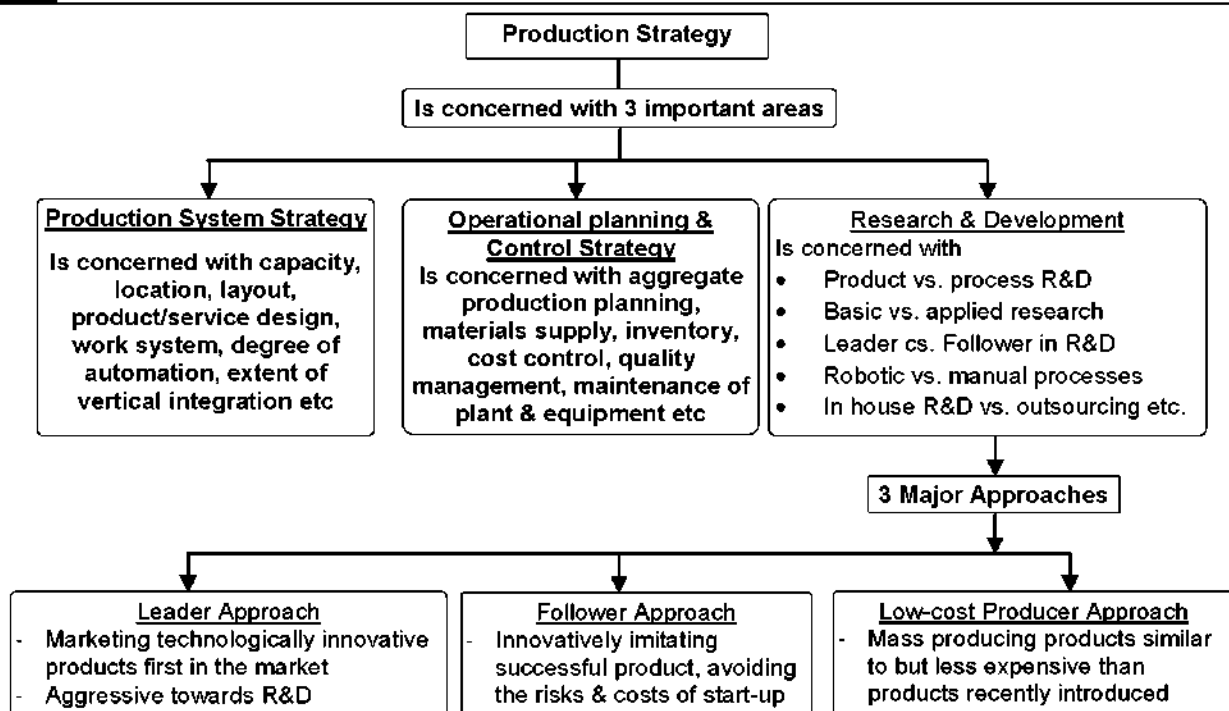 Production Strategy
Is concerned with 3 important areas
Production System Strategy
Is concerned with capacity,
location, layout,
product/service design,
work system, degree of
automation, extent of
vertical integration etc
Operational planning &
Control Strategy
Is concerned with aggregate
production planning,
materials supply, inventory,
cost control, quality
management, maintenance of
plant & equipment etc
Research & Development
Is concerned with
• Product vs. process R&D
• Basic vs. applied research
• Leader cs. Follower in R&D
• Robotic vs. manual processes
• In house R&D vs. outsourcing etc.
3 Major Approaches
Leader Approach
- Marketing technologically innovative
products first in the market
- Aggressive towards R&D
Follower Approach
- Innovatively imitating
successful product, avoiding
the risks & costs of start-up
Low-cost Producer Approach
- Mass producing products similar
to but less expensive than
products recently introduced